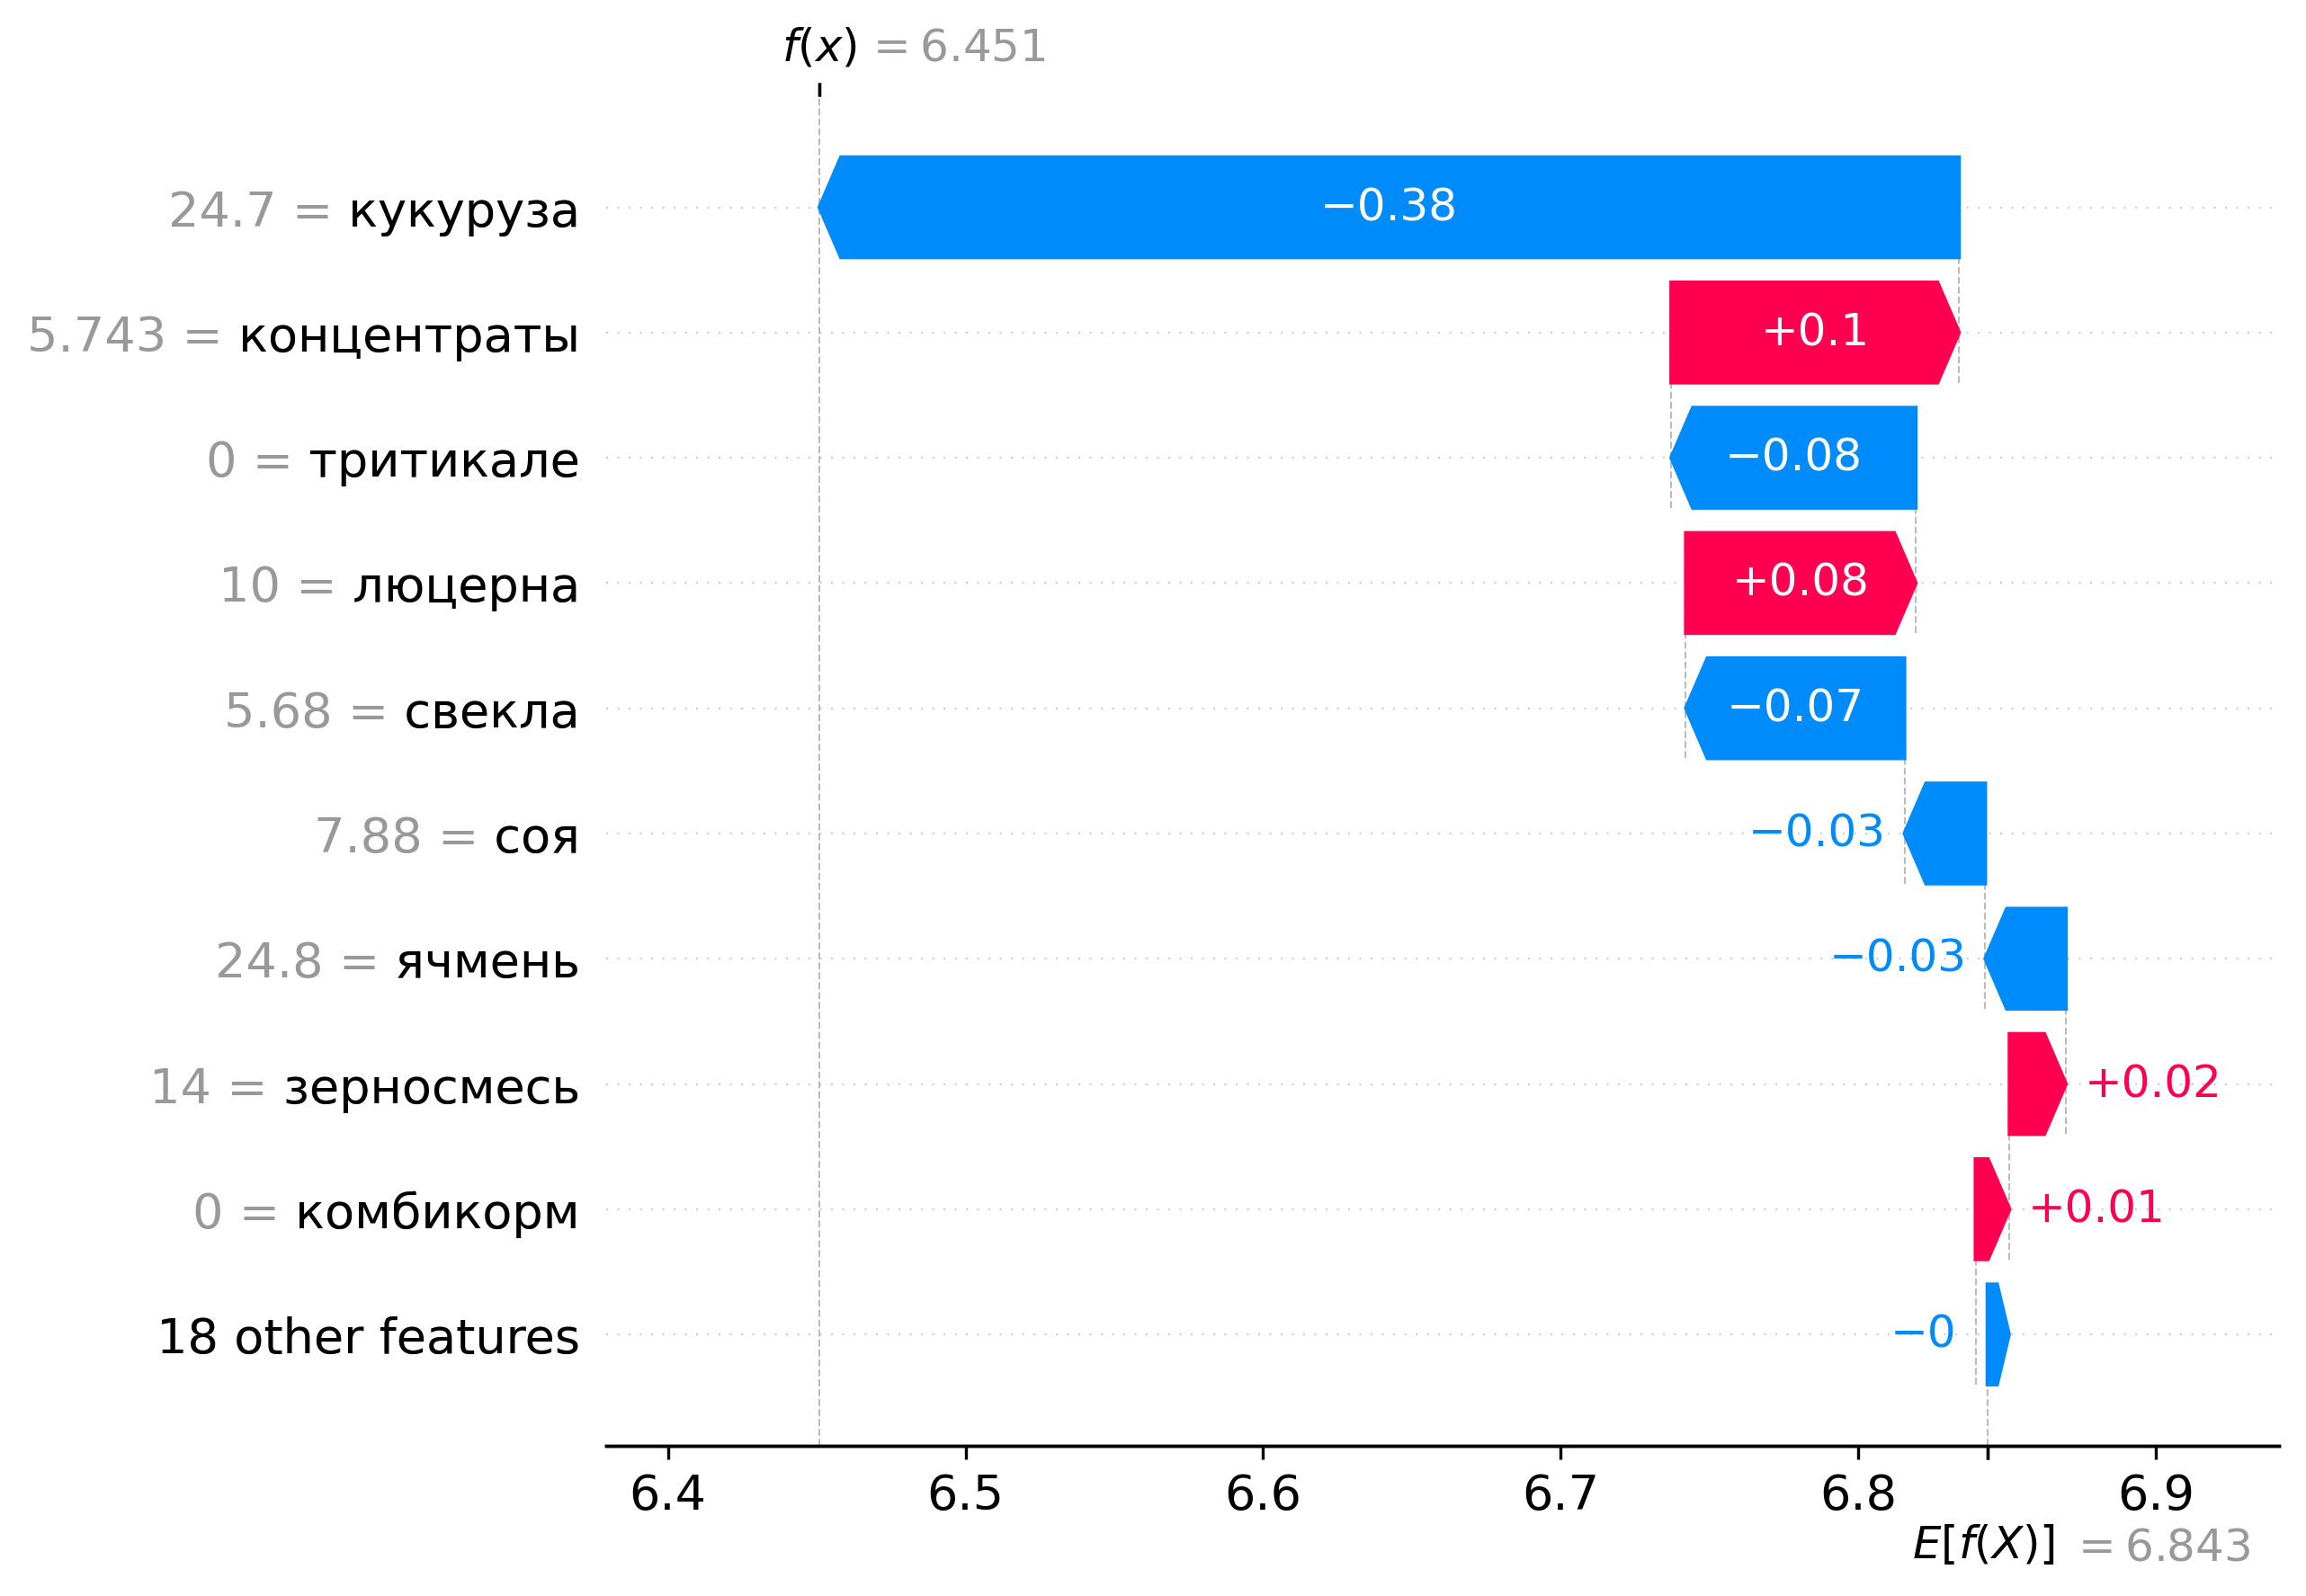 f(x) = 6.451
24.7 = кукуруза
−0.38
5.743 = концентраты
+0.1
0 = тритикале
−0.08
10 = люцерна
+0.08
5.68 = свекла
−0.07
7.88 = соя
−0.03
24.8 = ячмень
−0.03
14 = зерносмесь
+0.02
0 = комбикорм
+0.01
18 other features
−0
6.4 6.5 6.6 6.7 6.8 6.9
E[f(X)] = 6.843